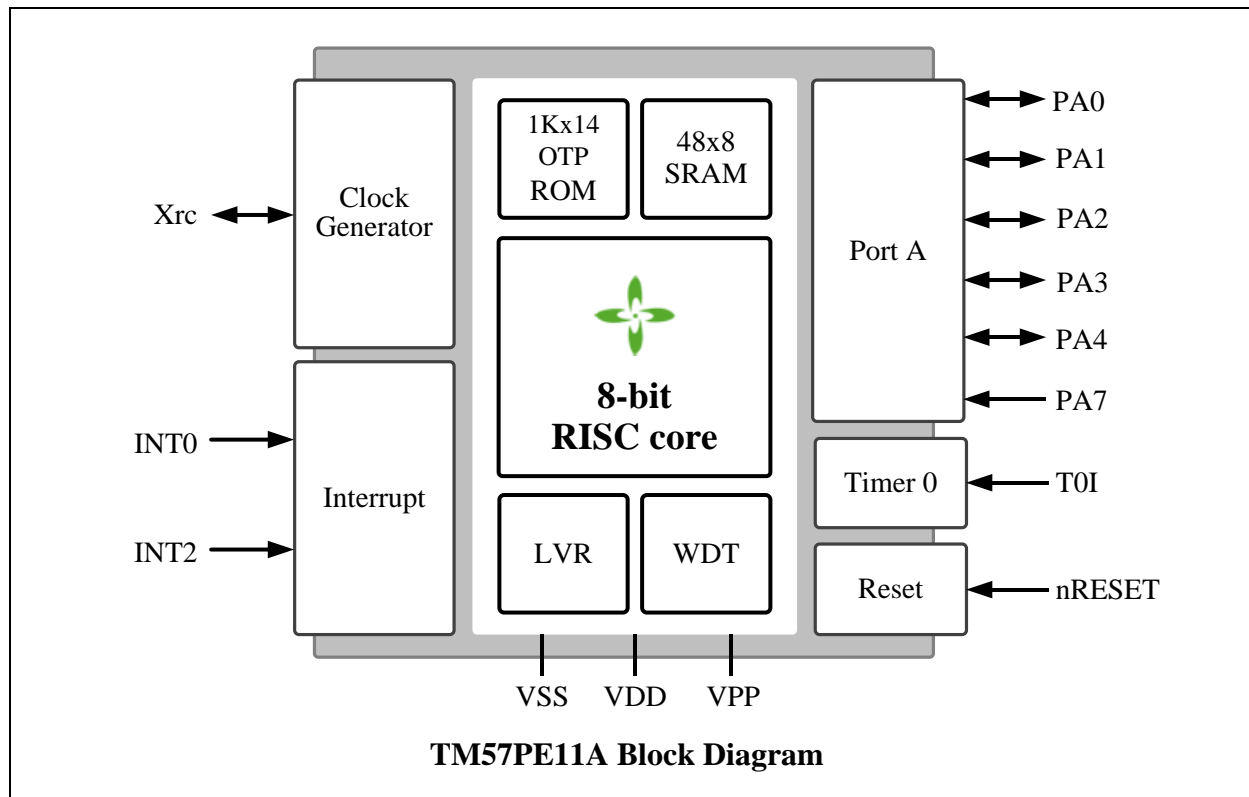 Xrc
INT0
INT2
Clock
Generator
Interrupt
1Kx14
OTP
ROM
48x8
SRAM
8-bit
RISC core
LVR
WDT
Port A
Timer 0
Reset
PA0
PA1
PA2
PA3
PA4
PA7
T0I
nRESET
VSS
VDD
VPP
TM57PE11A Block Diagram